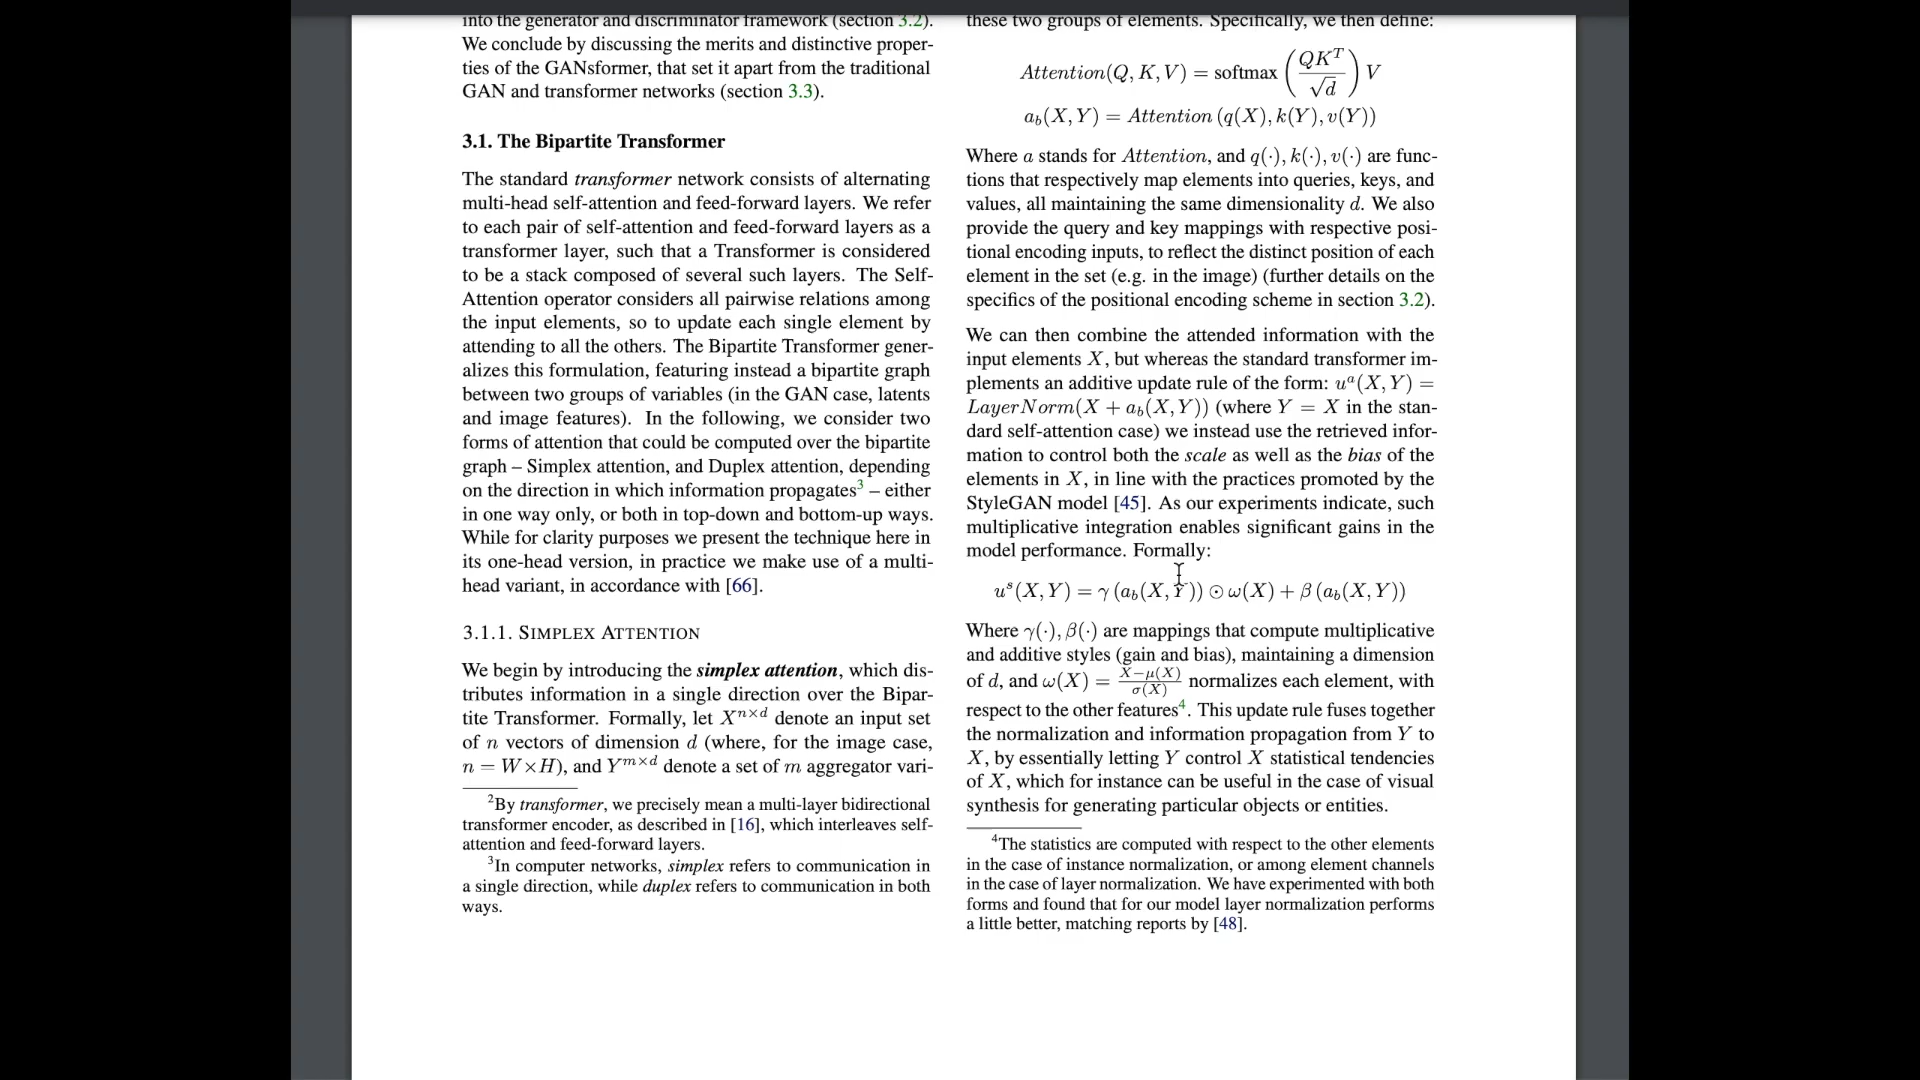 into the generator and discriminator framework (section 3.2).
We conclude by discussing the merits and distinctive proper-
ties of the GANsformer, that set it apart from the traditional
GAN and transformer networks (section 3.3).
3.1. The Bipartite Transformer
The standard transformer network consists of alternating
multi-head self-attention and feed-forward layers. We refer
to each pair of self-attention and feed-forward layers as a
transformer layer, such that a Transformer is considered
to be a stack composed of several such layers. The Self-
Attention operator considers all pairwise relations among
the input elements, so to update each single element by
attending to all the others. The Bipartite Transformer gener-
alizes this formulation, featuring instead a bipartite graph
between two groups of variables (in the GAN case, latents
and image features). In the following, we consider two
forms of attention that could be computed over the bipartite
graph – Simplex attention, and Duplex attention, depending
on the direction in which information propagates³ – either
in one way only, or both in top-down and bottom-up ways.
While for clarity purposes we present the technique here in
its one-head version, in practice we make use of a multi-
head variant, in accordance with [66].
3.1.1. SIMPLEX ATTENTION
We begin by introducing the simplex attention, which dis-
tributes information in a single direction over the Bipar-
tite Transformer. Formally, let X^{n×d} denote an input set
of n vectors of dimension d (where, for the image case,
n = W×H), and Y^{m×d} denote a set of m aggregator vari-
²By transformer, we precisely mean a multi-layer bidirectional
transformer encoder, as described in [16], which interleaves self-
attention and feed-forward layers.
³In computer networks, simplex refers to communication in
a single direction, while duplex refers to communication in both
ways.
these two groups of elements. Specifically, we then define:
Attention(Q, K, V) = softmax (QK^T / √d) V
a_b(X, Y) = Attention (q(X), k(Y), v(Y))
Where a stands for Attention, and q(·), k(·), v(·) are func-
tions that respectively map elements into queries, keys, and
values, all maintaining the same dimensionality d. We also
provide the query and key mappings with respective posi-
tional encoding inputs, to reflect the distinct position of each
element in the set (e.g. in the image) (further details on the
specifics of the positional encoding scheme in section 3.2).
We can then combine the attended information with the
input elements X, but whereas the standard transformer im-
plements an additive update rule of the form: u^a(X, Y) =
LayerNorm(X + a_b(X, Y)) (where Y = X in the stan-
dard self-attention case) we instead use the retrieved infor-
mation to control both the scale as well as the bias of the
elements in X, in line with the practices promoted by the
StyleGAN model [45]. As our experiments indicate, such
multiplicative integration enables significant gains in the
model performance. Formally:
u^s(X, Y) = γ (a_b(X, Y)) ⊙ ω(X) + β (a_b(X, Y))
Where γ(·), β(·) are mappings that compute multiplicative
and additive styles (gain and bias), maintaining a dimension
of d, and ω(X) = (X−μ(X))/σ(X) normalizes each element, with
respect to the other features⁴. This update rule fuses together
the normalization and information propagation from Y to
X, by essentially letting Y control X statistical tendencies
of X, which for instance can be useful in the case of visual
synthesis for generating particular objects or entities.
⁴The statistics are computed with respect to the other elements
in the case of instance normalization, or among element channels
in the case of layer normalization. We have experimented with both
forms and found that for our model layer normalization performs
a little better, matching reports by [48].